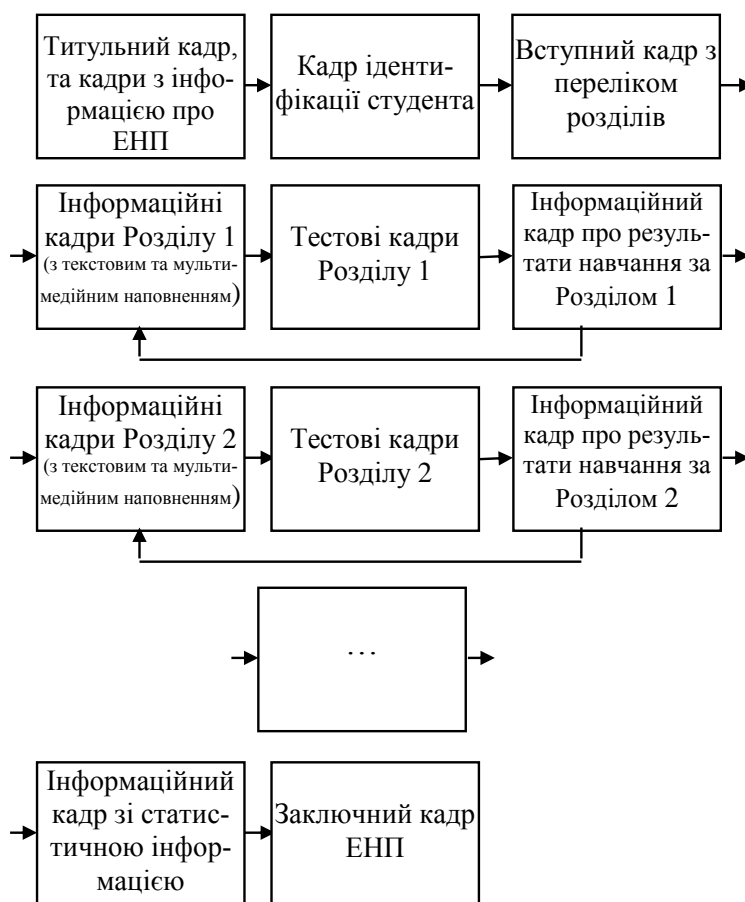 Титульний кадр,
та кадри з інфо-
рмацією про
ЕНП
Кадр іденти-
фікації студента
Вступний кадр з
переліком
розділів
Інформаційні
кадри Розділу 1
(з текстовим та мульти-
медійним наповненням)
Тестові кадри
Розділу 1
Інформаційний
кадр про резуль-
тати навчання за
Розділом 1
Інформаційні
кадри Розділу 2
(з текстовим та мульти-
медійним наповненням)
Тестові кадри
Розділу 2
Інформаційний
кадр про резуль-
тати навчання за
Розділом 2
…
Інформаційний
кадр зі статис-
тичною інфор-
мацією
Заключний кадр
ЕНП